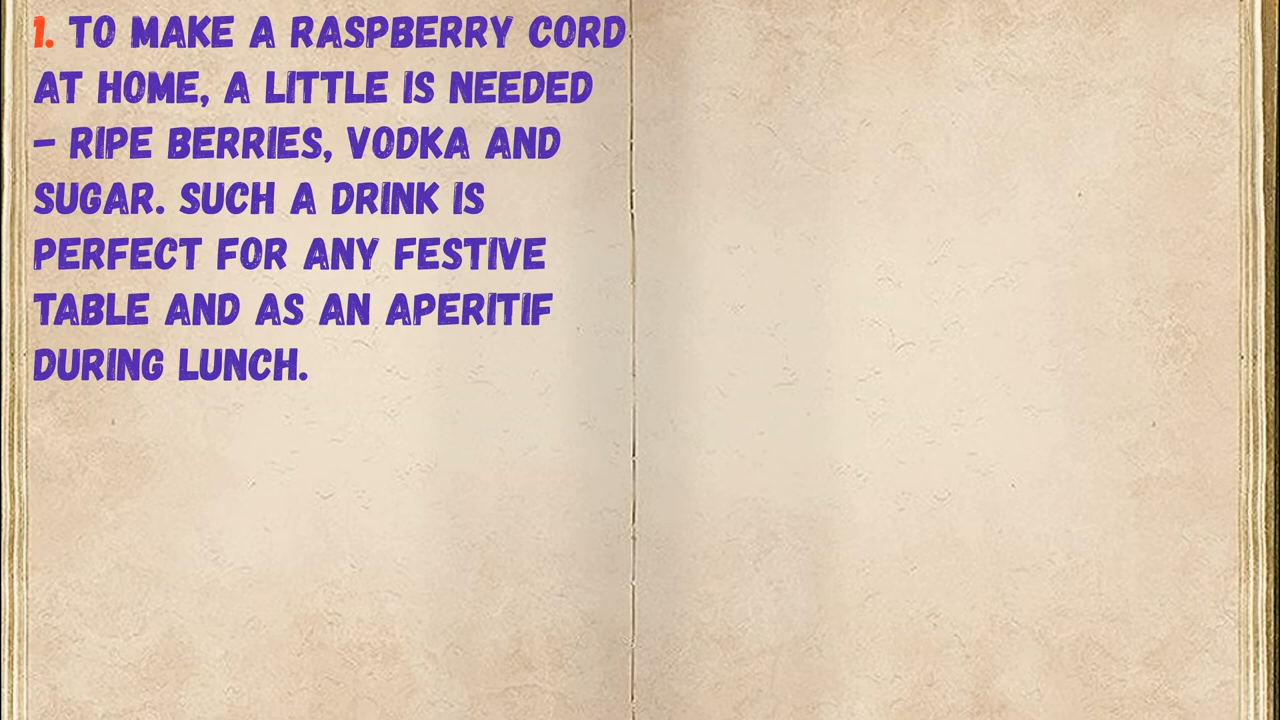 1. TO MAKE A RASPBERRY CORD
AT HOME, A LITTLE IS NEEDED
– RIPE BERRIES, VODKA AND
SUGAR. SUCH A DRINK IS
PERFECT FOR ANY FESTIVE
TABLE AND AS AN APERITIF
DURING LUNCH.